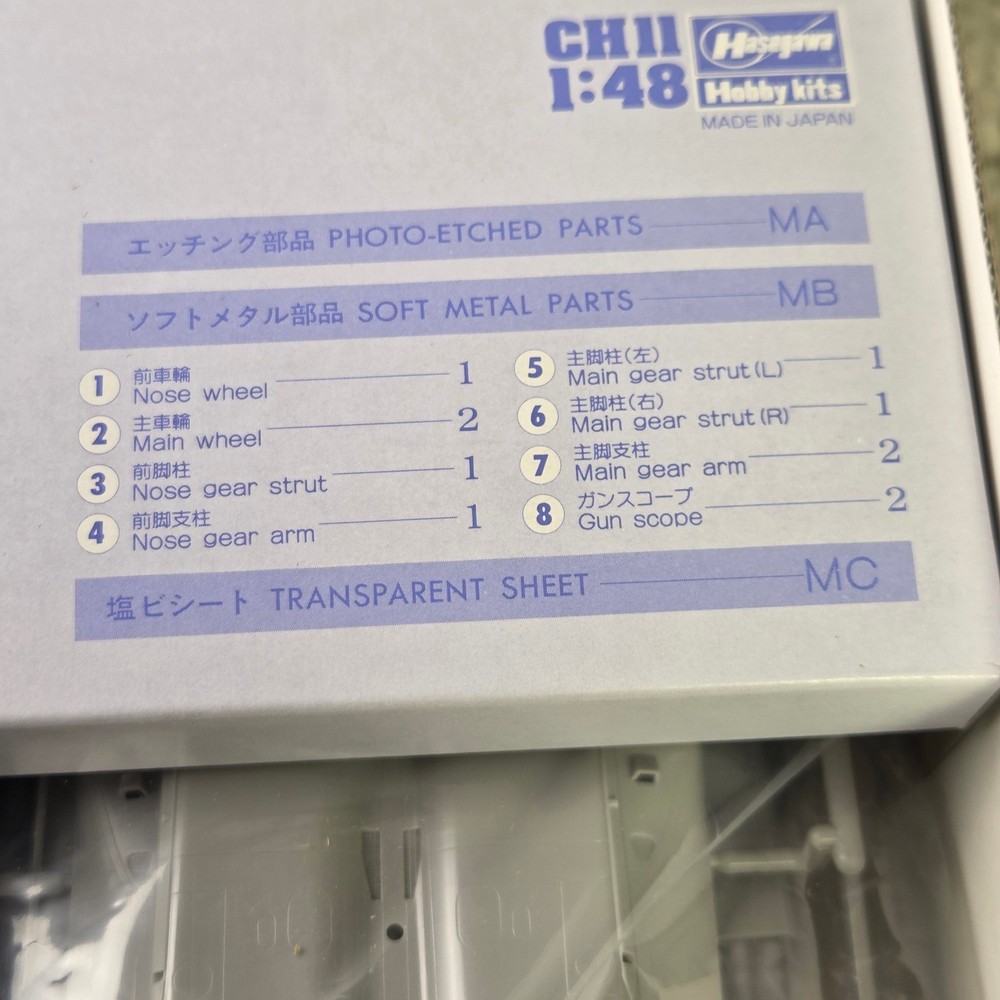 CH11
1:48
Hasegawa
Hobby kits
MADE IN JAPAN
エッチング部品 PHOTO-ETCHED PARTS MA
ソフトメタル部品 SOFT METAL PARTS MB
1 前車輪 1
Nose wheel
2 主車輪 2
Main wheel
3 前脚柱 1
Nose gear strut
4 前脚支柱 1
Nose gear arm
5 主脚柱(左) 1
Main gear strut(L)
6 主脚柱(右) 1
Main gear strut(R)
7 主脚支柱 2
Main gear arm
8 ガンスコープ 2
Gun scope
塩ビシート TRANSPARENT SHEET MC